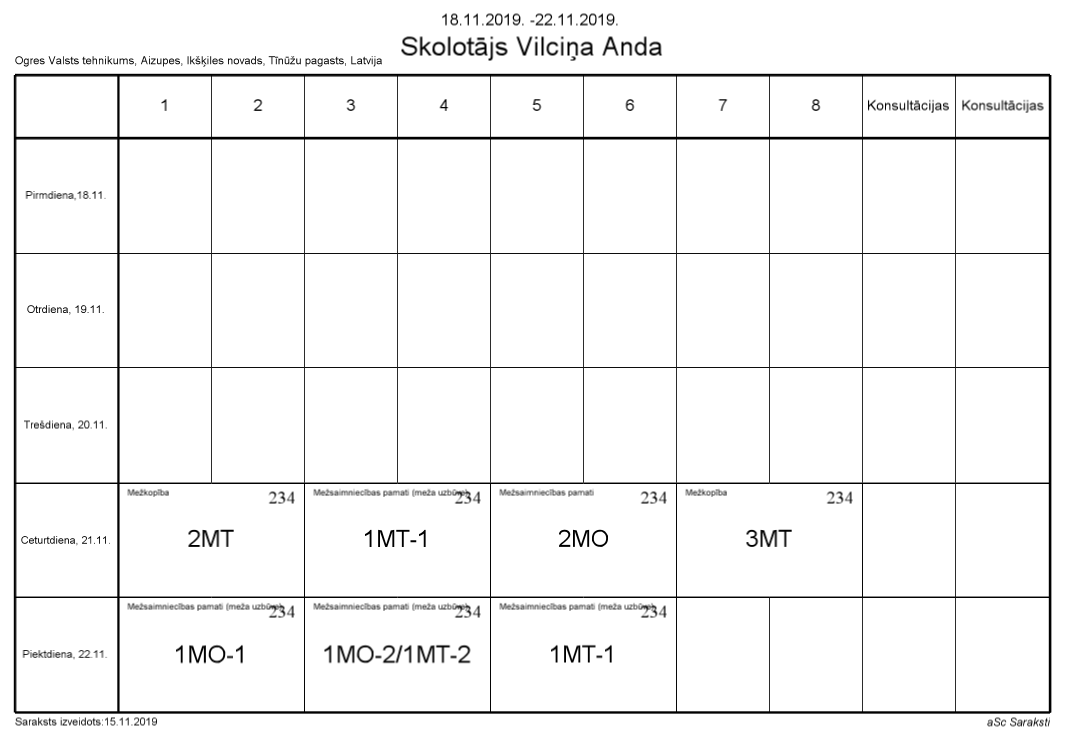 18.11.2019. -22.11.2019.
Skolotājs Vilciņa Anda
Ogres Valsts tehnikums, Aizupes, Ikšķiles novads, Tīnūžu pagasts, Latvija
1 2 3 4 5 6 7 8 Konsultācijas Konsultācijas
Pirmdiena,18.11.
Otrdiena, 19.11.
Trešdiena, 20.11.
Mežkopība 234 Mežsaimniecības pamati (meža 234 Mežsaimniecības pamati 234 Mežkopība 234
Ceturtdiena, 21.11. 2MT 1MT-1 2MO 3MT
Mežsaimniecības pamati (meža 234 Mežsaimniecības pamati (meža 234 Mežsaimniecības pamati (meža 234
Piektdiena, 22.11. 1MO-1 1MO-2/1MT-2 1MT-1
Saraksts izveidots:15.11.2019 aSc Saraksti